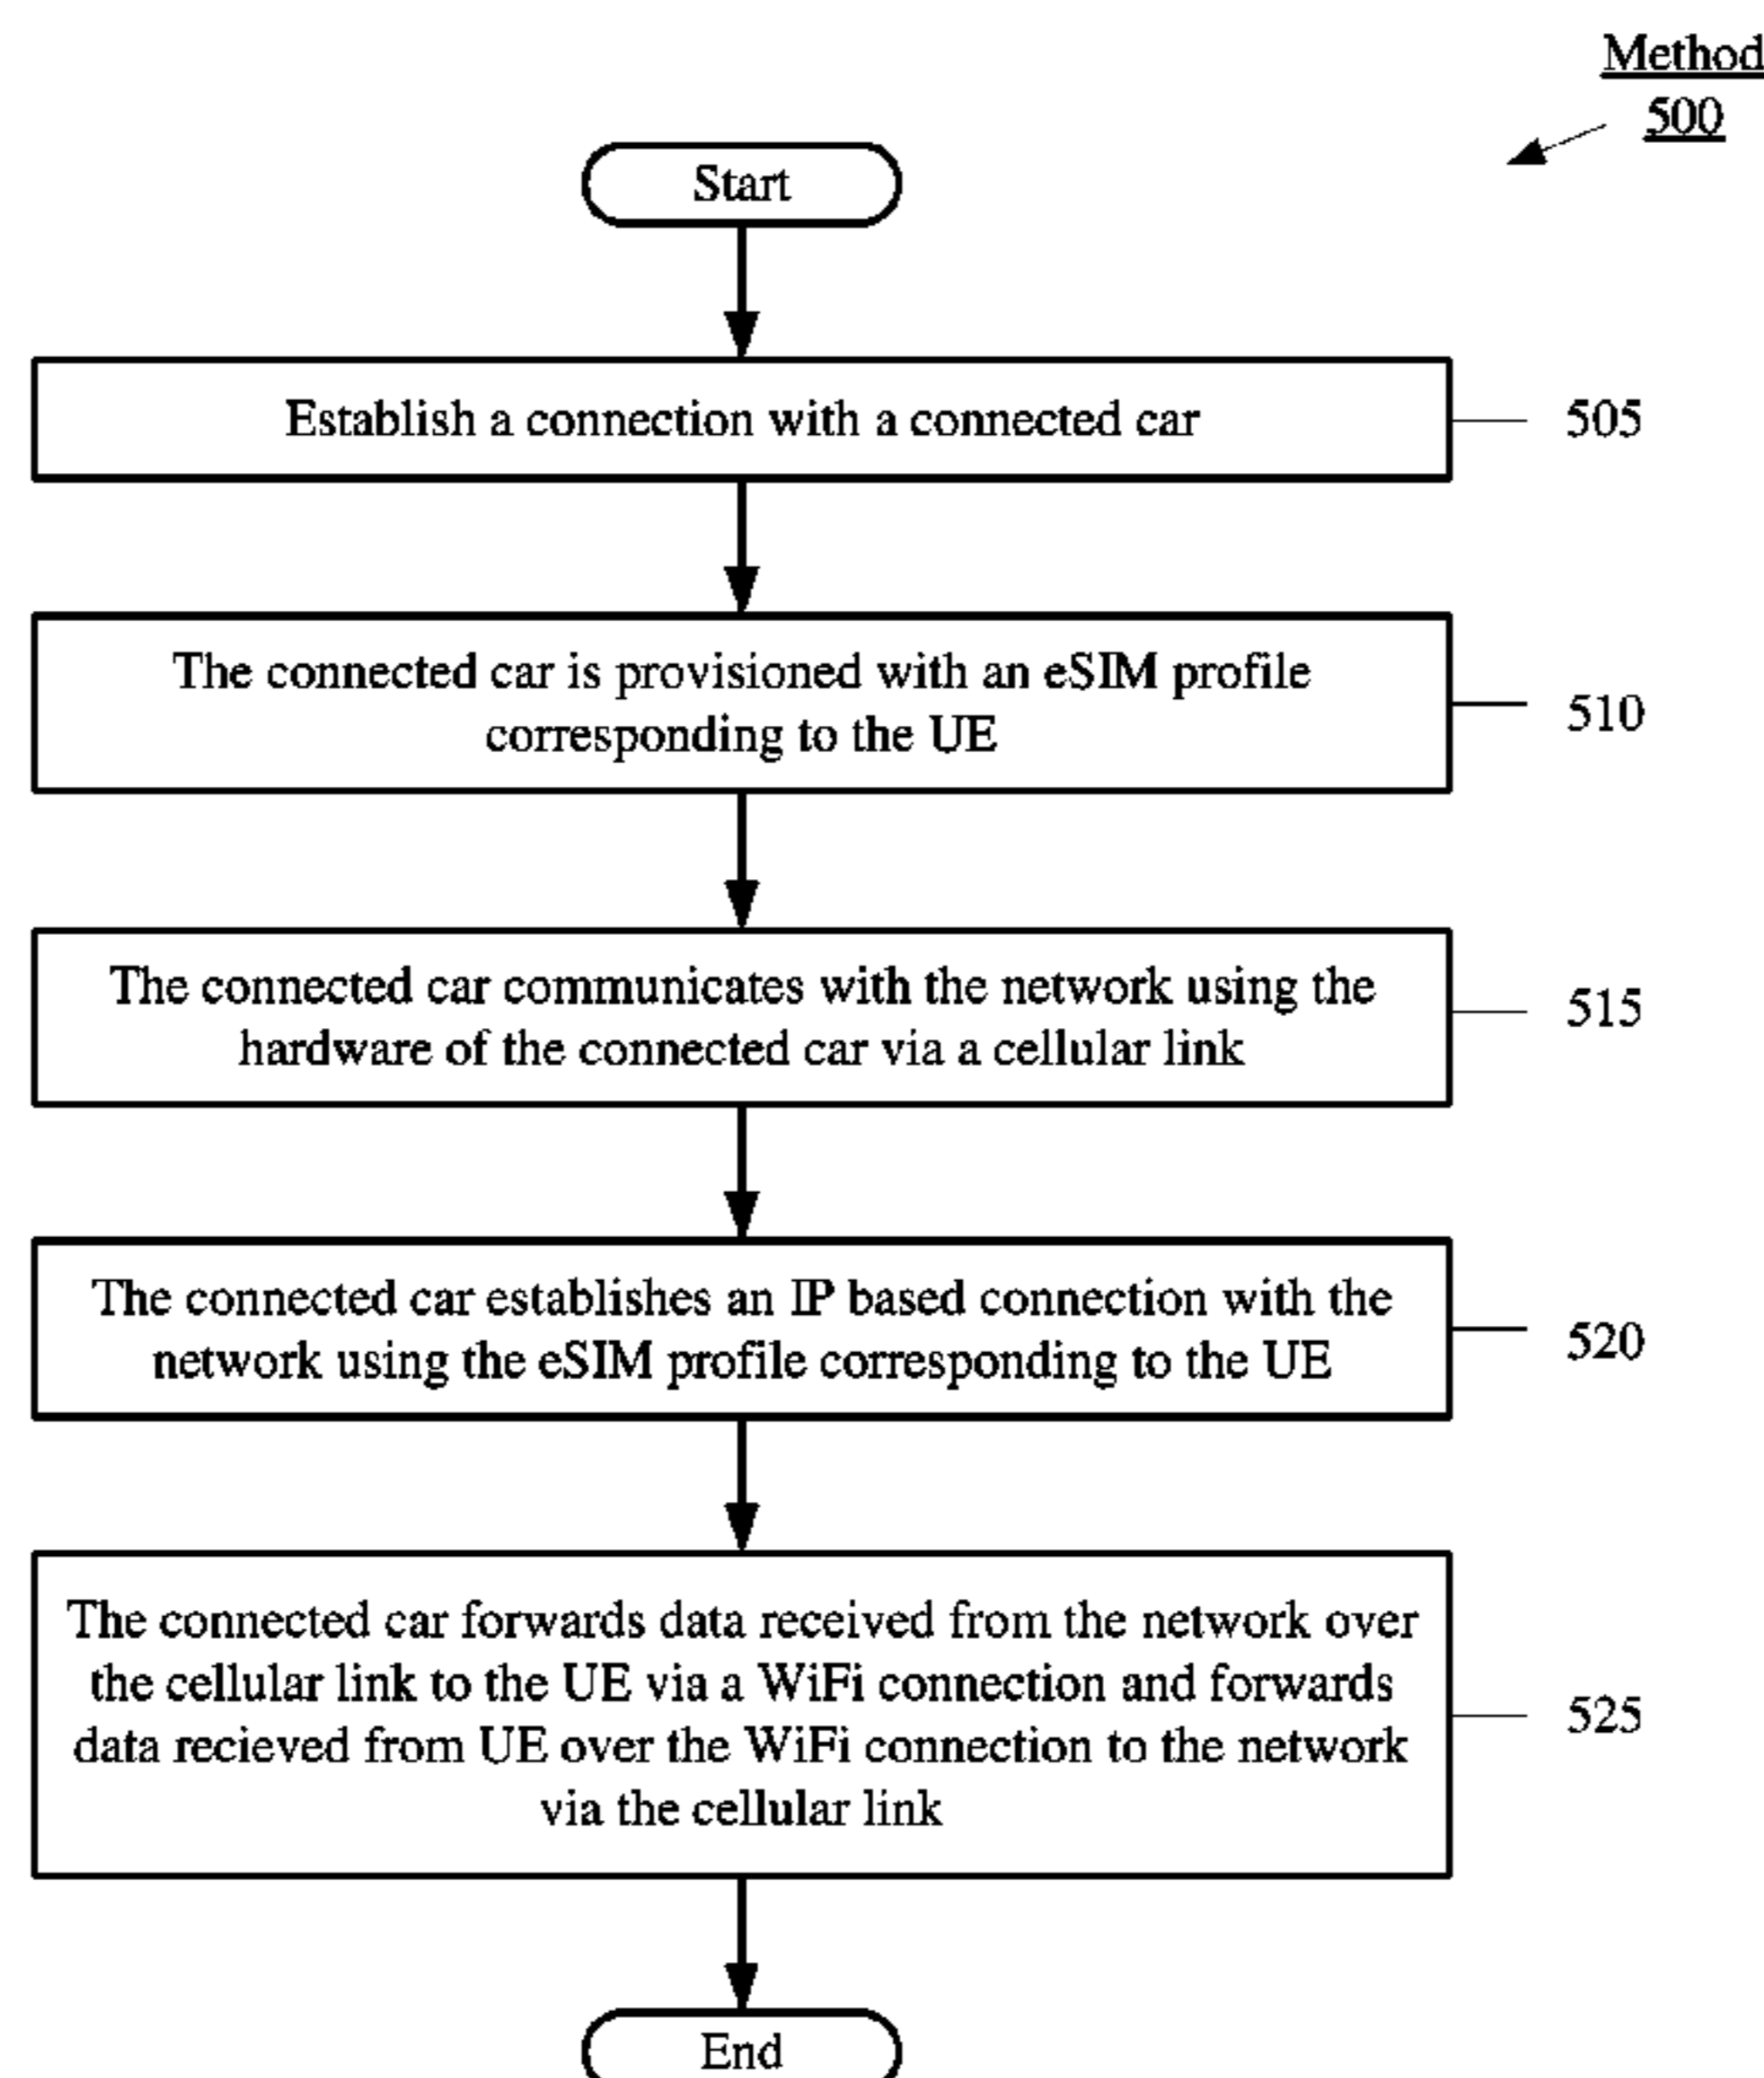 Method
500
Start
Establish a connection with a connected car
505
The connected car is provisioned with an eSIM profile
corresponding to the UE
510
The connected car communicates with the network using the
hardware of the connected car via a cellular link
515
The connected car establishes an IP based connection with the
network using the eSIM profile corresponding to the UE
520
The connected car forwards data received from the network over
the cellular link to the UE via a WiFi connection and forwards
data recieved from UE over the WiFi connection to the network
via the cellular link
525
End